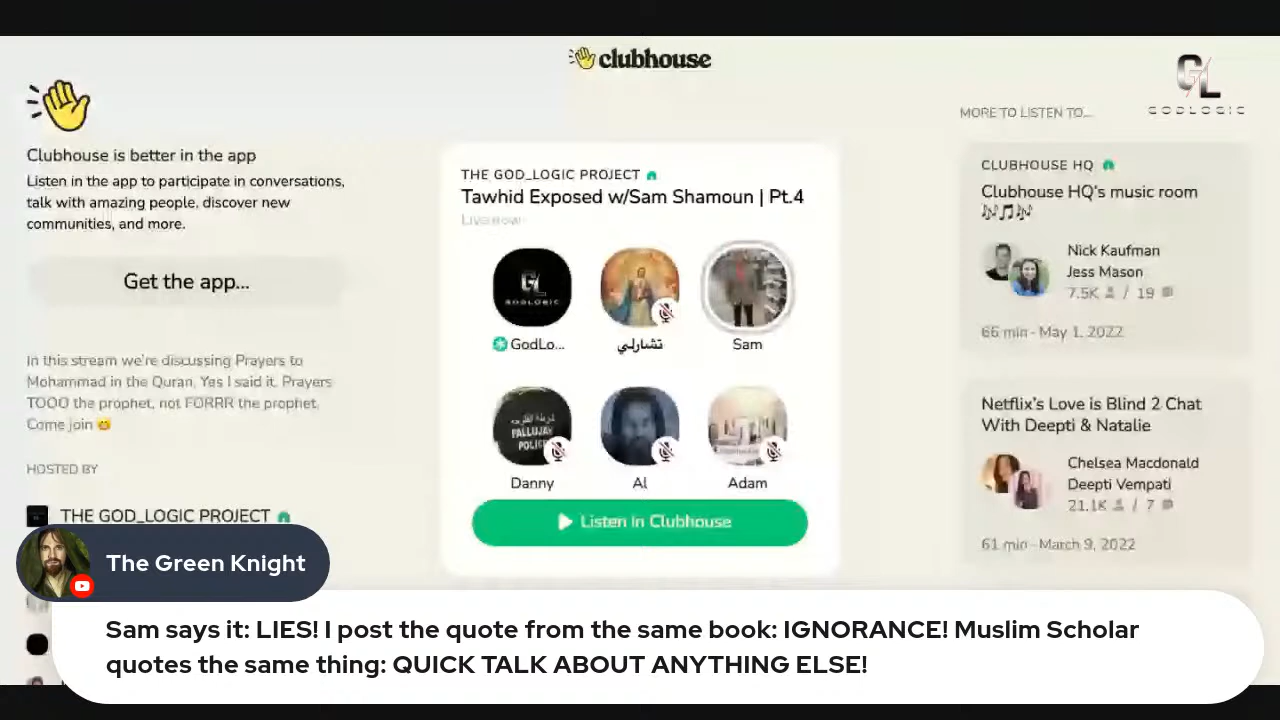 clubhouse
GL
GODLOGIC
MORE TO LISTEN TO...
Clubhouse is better in the app
Listen in the app to participate in conversations,
talk with amazing people, discover new
communities, and more.
Get the app...
In this stream we're discussing Prayers to
Mohammad in the Quran. Yes I said it. Prayers
TOOO the prophet, not FORRR the prophet.
Come join 😀
HOSTED BY
THE GOD_LOGIC PROJECT
THE GOD_LOGIC PROJECT
Tawhid Exposed w/Sam Shamoun | Pt.4
Live now
GL
GODLOGIC
GodLo...
تشارلي
Sam
FALLUJAH
POLICE
Danny
Al
Adam
Listen in Clubhouse
CLUBHOUSE HQ
Clubhouse HQ's music room
🎶🎵🎶
Nick Kaufman
Jess Mason
7.5K / 19
66 min · May 1, 2022
Netflix's Love is Blind 2 Chat
With Deepti & Natalie
Chelsea Macdonald
Deepti Vempati
21.1K / 7
61 min · March 9, 2022
The Green Knight
Sam says it: LIES! I post the quote from the same book: IGNORANCE! Muslim Scholar
quotes the same thing: QUICK TALK ABOUT ANYTHING ELSE!